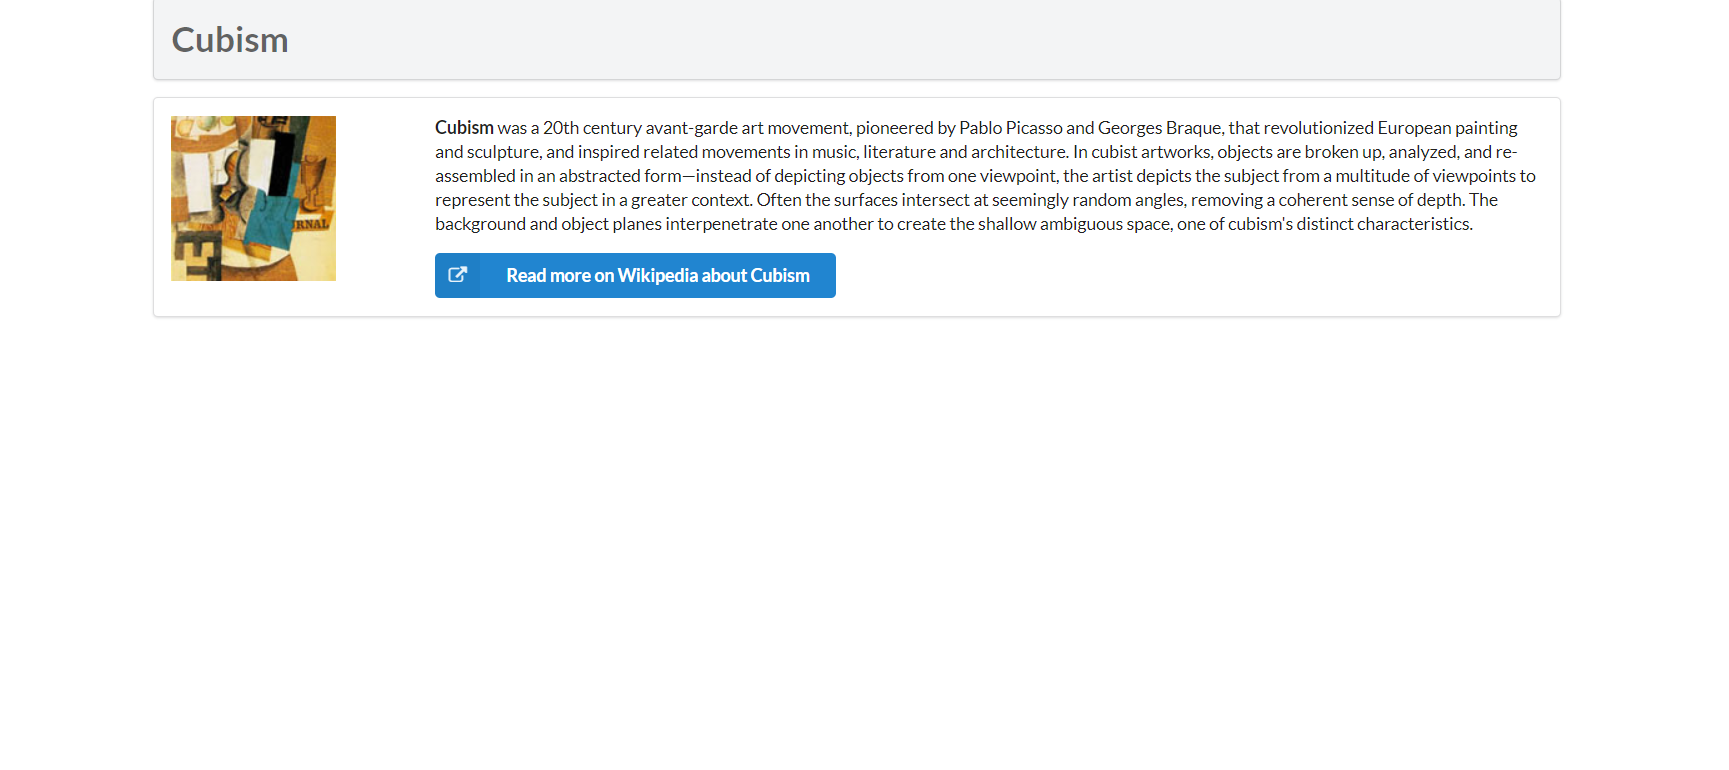 Cubism
Cubism was a 20th century avant-garde art movement, pioneered by Pablo Picasso and Georges Braque, that revolutionized European painting
and sculpture, and inspired related movements in music, literature and architecture. In cubist artworks, objects are broken up, analyzed, and re-
assembled in an abstracted form—instead of depicting objects from one viewpoint, the artist depicts the subject from a multitude of viewpoints to
represent the subject in a greater context. Often the surfaces intersect at seemingly random angles, removing a coherent sense of depth. The
background and object planes interpenetrate one another to create the shallow ambiguous space, one of cubism's distinct characteristics.
RNAL
Read more on Wikipedia about Cubism